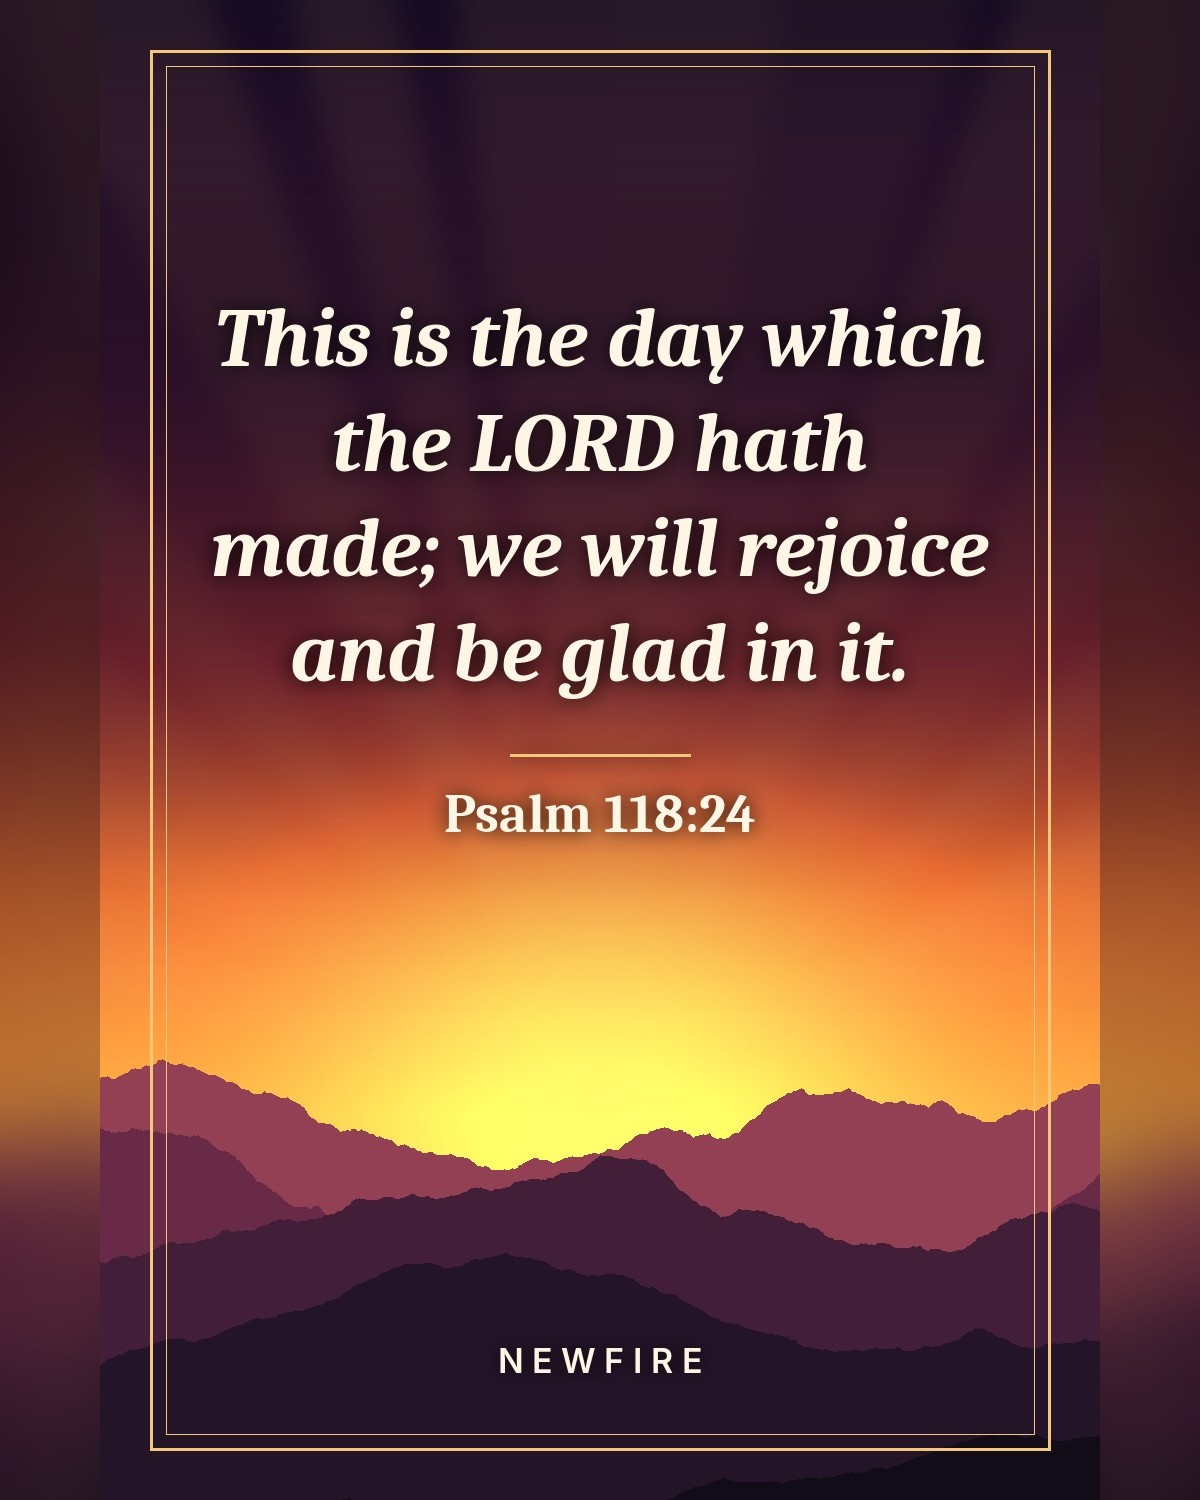 This is the day which
the LORD hath
made; we will rejoice
and be glad in it.
Psalm 118:24
NEWFIRE